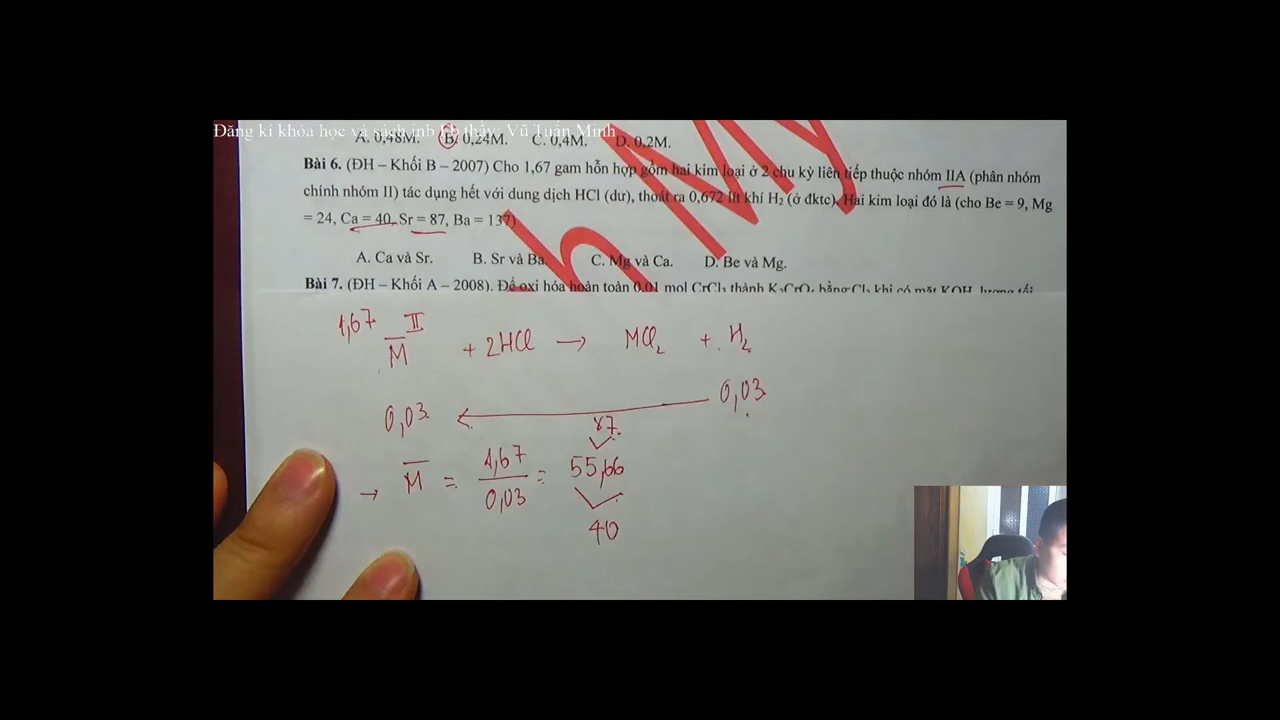 Đăng kí khóa học và sách inb fb thầy: Vũ Tuấn Minh
A. 0,48M. B. 0,24M. C. 0,4M. D. 0,2M.
Bài 6. (ĐH – Khối B – 2007) Cho 1,67 gam hỗn hợp gồm hai kim loại ở 2 chu kỳ liên tiếp thuộc nhóm IIA (phân nhóm
chính nhóm II) tác dụng hết với dung dịch HCl (dư), thoát ra 0,672 lít khí H₂ (ở đktc). Hai kim loại đó là (cho Be = 9, Mg
= 24, Ca = 40, Sr = 87, Ba = 137)
A. Ca và Sr. B. Sr và Ba. C. Mg và Ca. D. Be và Mg.
Bài 7. (ĐH – Khối A – 2008). Để oxi hóa hoàn toàn 0,01 mol CrCl₃ thành K₂CrO₄ bằng Cl₂ khi có mặt KOH, lượng tối
1,67 M̅ II + 2HCl → MCl₂ + H₂
0,03 ← 0,03
87
→ M̅ = 1,67/0,03 = 55,66
40